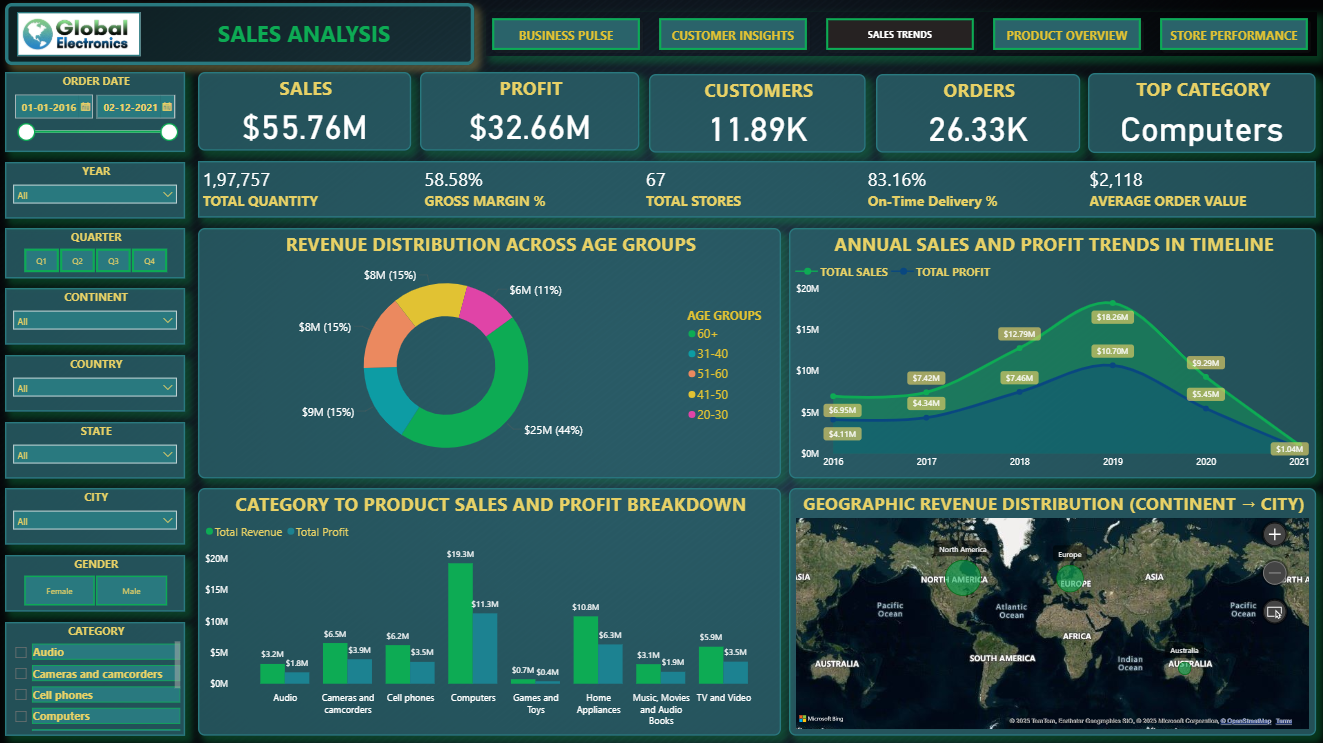 Global
Electronics
SALES ANALYSIS
BUSINESS PULSE
CUSTOMER INSIGHTS
SALES TRENDS
PRODUCT OVERVIEW
STORE PERFORMANCE
ORDER DATE
01-01-2016
02-12-2021
SALES
$55.76M
PROFIT
$32.66M
CUSTOMERS
11.89K
ORDERS
26.33K
TOP CATEGORY
Computers
YEAR
All
1,97,757
TOTAL QUANTITY
58.58%
GROSS MARGIN %
67
TOTAL STORES
83.16%
On-Time Delivery %
$2,118
AVERAGE ORDER VALUE
QUARTER
Q1
Q2
Q3
Q4
CONTINENT
All
COUNTRY
All
STATE
All
CITY
All
GENDER
Female
Male
CATEGORY
Audio
Cameras and camcorders
Cell phones
Computers
REVENUE DISTRIBUTION ACROSS AGE GROUPS
$8M (15%)
$6M (11%)
$8M (15%)
$9M (15%)
$25M (44%)
AGE GROUPS
60+
31-40
51-60
41-50
20-30
ANNUAL SALES AND PROFIT TRENDS IN TIMELINE
TOTAL SALES
TOTAL PROFIT
$20M
$15M
$10M
$5M
$0M
$6.95M
$4.11M
$7.42M
$4.34M
$12.79M
$7.46M
$18.26M
$10.70M
$9.29M
$5.45M
$1.04M
2016
2017
2018
2019
2020
2021
CATEGORY TO PRODUCT SALES AND PROFIT BREAKDOWN
Total Revenue
Total Profit
$20M
$15M
$10M
$5M
$0M
$3.2M
$1.8M
$6.5M
$3.9M
$6.2M
$3.5M
$19.3M
$11.3M
$0.7M
$0.4M
$10.8M
$6.3M
$3.1M
$1.9M
$5.9M
$3.5M
Audio
Cameras and
camcorders
Cell phones
Computers
Games and
Toys
Home
Appliances
Music, Movies
and Audio
Books
TV and Video
GEOGRAPHIC REVENUE DISTRIBUTION (CONTINENT → CITY)
North America
Europe
ASIA
NORTH AMERICA
EUROPE
ASIA
NORTH A
Pacific
Ocean
Atlantic
Ocean
Pacific
Ocean
AFRICA
Australia
SOUTH AMERICA
Indian
Ocean
AUSTRALIA
AUSTRALIA
Microsoft Bing
© 2025 TomTom, Earthstar Geographics SIO, © 2025 Microsoft Corporation, © OpenStreetMap Terms